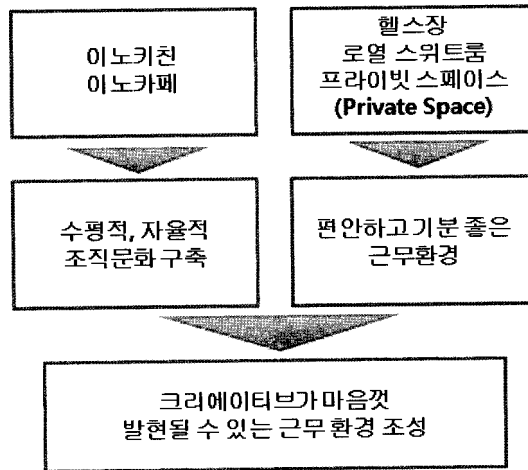 이노키친
이노카페
헬스장
로열 스위트룸
프라이빗 스페이스
(Private Space)
수평적, 자율적
조직문화 구축
편안하고 기분 좋은
근무환경
크리에이티브가 마음껏
발현될 수 있는 근무 환경 조성